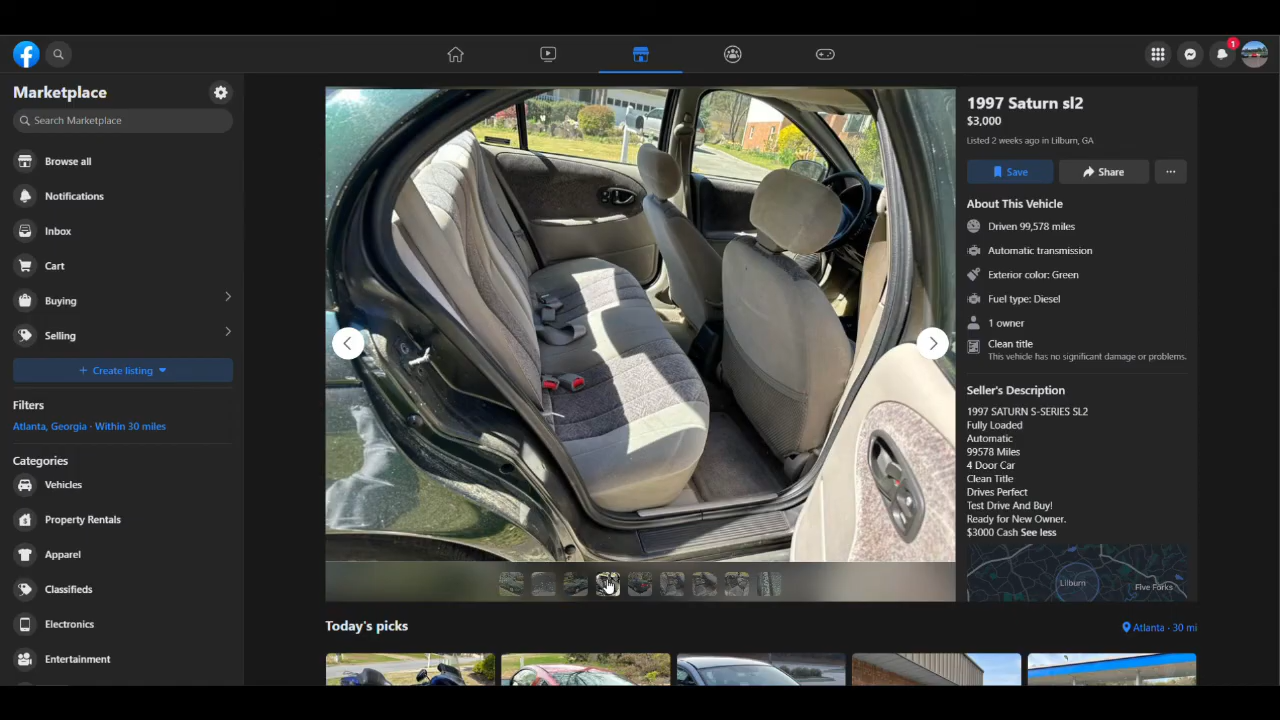 1
Marketplace
Search Marketplace
Browse all
Notifications
Inbox
Cart
Buying
Selling
+ Create listing
Filters
Atlanta, Georgia · Within 30 miles
Categories
Vehicles
Property Rentals
Apparel
Classifieds
Electronics
Entertainment
1997 Saturn sl2
$3,000
Listed 2 weeks ago in Lilburn, GA
Save
Share
About This Vehicle
Driven 99,578 miles
Automatic transmission
Exterior color: Green
Fuel type: Diesel
1 owner
Clean title
This vehicle has no significant damage or problems.
Seller's Description
1997 SATURN S-SERIES SL2
Fully Loaded
Automatic
99578 Miles
4 Door Car
Clean Title
Drives Perfect
Test Drive And Buy!
Ready for New Owner.
$3000 Cash See less
Lilburn
Five Forks
Today's picks
Atlanta · 30 mi